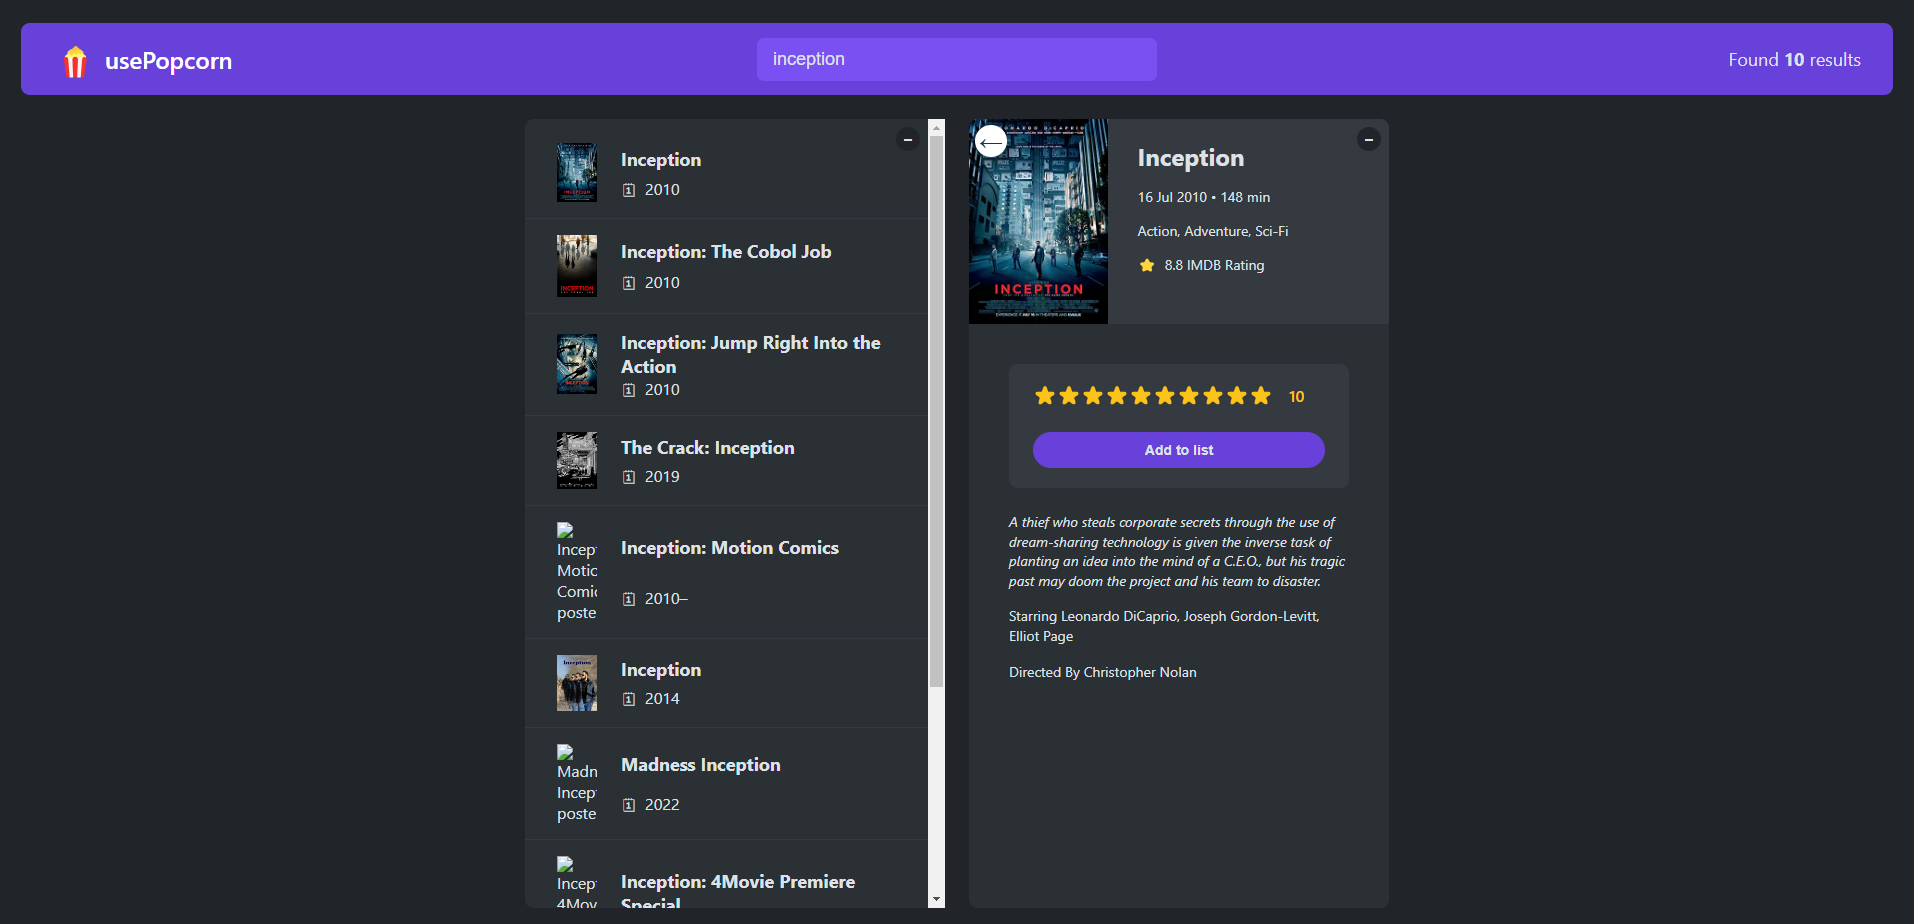 usePopcorn
inception
Found 10 results
Inception
2010
Inception: The Cobol Job
2010
Inception: Jump Right Into the
Action
2010
The Crack: Inception
2019
Incep
Motic
Comic
poste
Inception: Motion Comics
2010–
Inception
Inception
2014
Madn
Incep
poste
Madness Inception
2022
Incep
4Mov
Inception: 4Movie Premiere
Special
INCEPTION
Inception
16 Jul 2010 • 148 min
Action, Adventure, Sci-Fi
8.8 IMDB Rating
10
Add to list
A thief who steals corporate secrets through the use of
dream-sharing technology is given the inverse task of
planting an idea into the mind of a C.E.O., but his tragic
past may doom the project and his team to disaster.
Starring Leonardo DiCaprio, Joseph Gordon-Levitt,
Elliot Page
Directed By Christopher Nolan